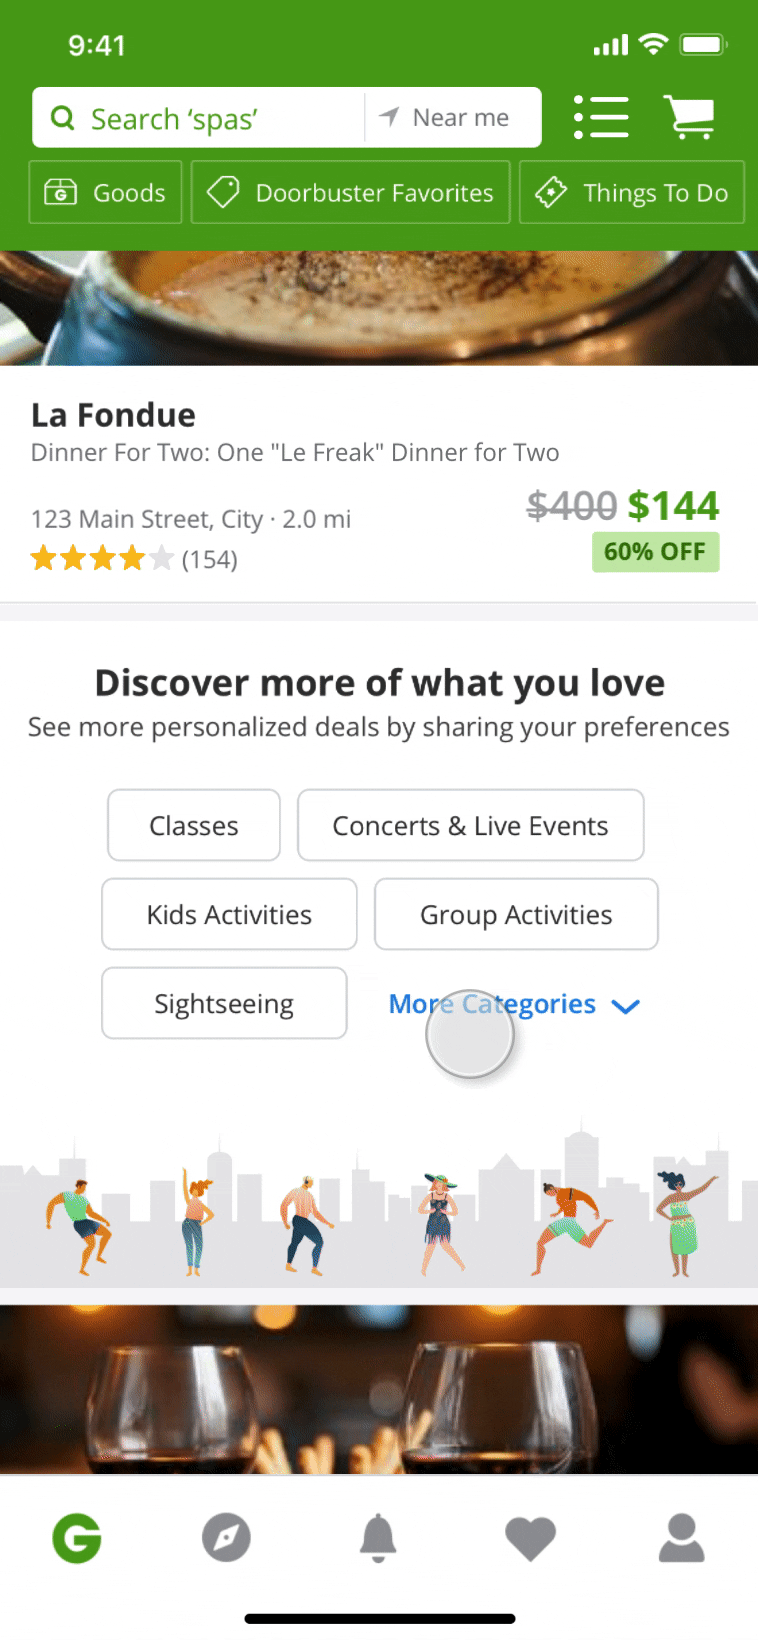 9:41
Search ‘spas’ Near me
Goods Doorbuster Favorites Things To Do
La Fondue
Dinner For Two: One "Le Freak" Dinner for Two
$400 $144
123 Main Street, City · 2.0 mi
60% OFF
(154)
Discover more of what you love
See more personalized deals by sharing your preferences
Classes Concerts & Live Events
Kids Activities Group Activities
Sightseeing More Categories
G